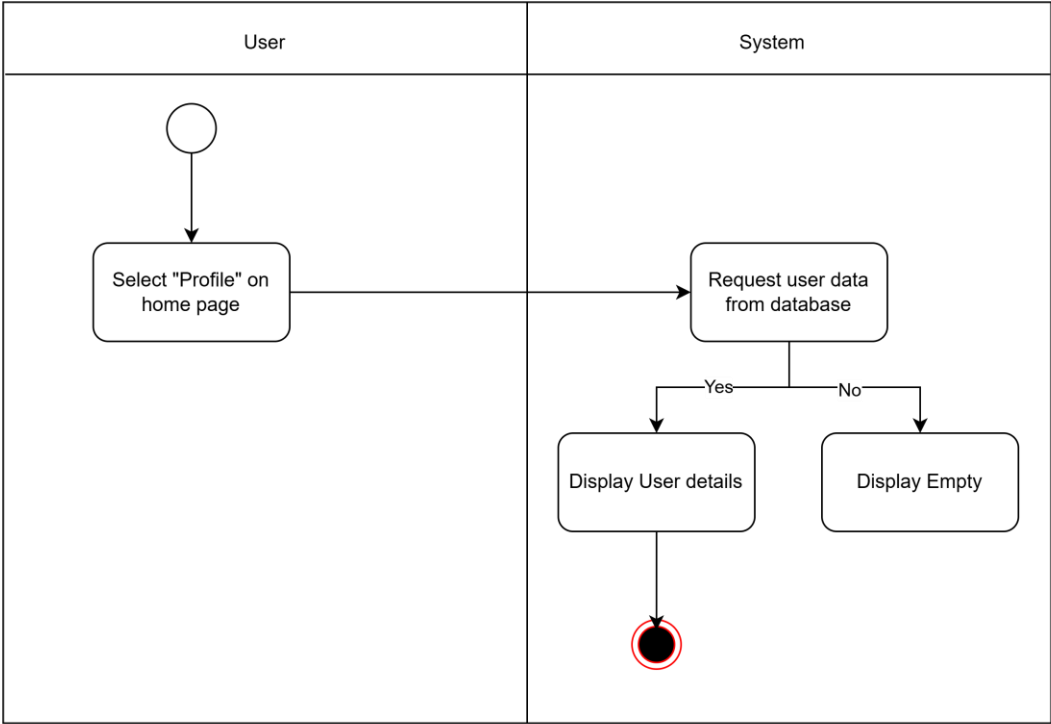 User
System
Select "Profile" on
home page
Request user data
from database
Yes
No
Display User details
Display Empty